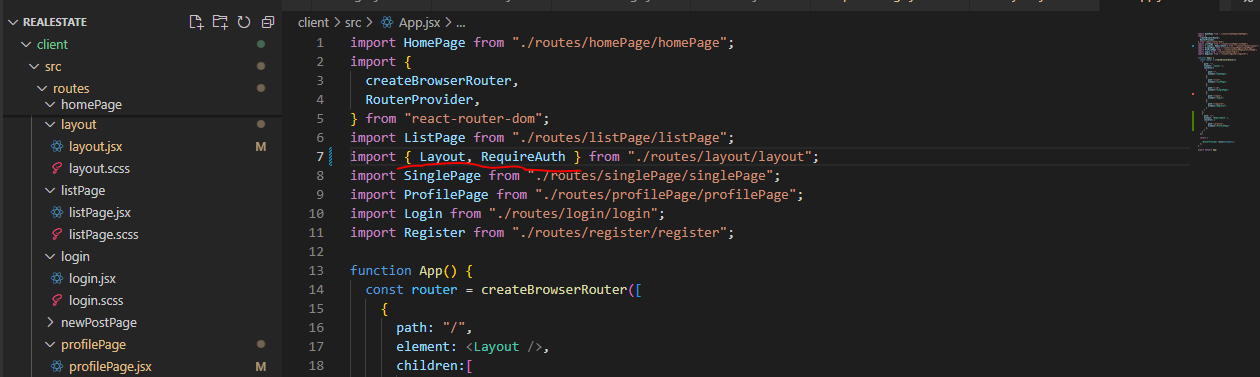 REALESTATE
client
src
routes
homePage
layout
layout.jsx M
layout.scss
listPage
listPage.jsx
listPage.scss
login
login.jsx
login.scss
newPostPage
profilePage
profilePage.jsx M
client > src > App.jsx > ...
1 import HomePage from "./routes/homePage/homePage";
2 import {
3 createBrowserRouter,
4 RouterProvider,
5 } from "react-router-dom";
6 import ListPage from "./routes/listPage/listPage";
7 import { Layout, RequireAuth } from "./routes/layout/layout";
8 import SinglePage from "./routes/singlePage/singlePage";
9 import ProfilePage from "./routes/profilePage/profilePage";
10 import Login from "./routes/login/login";
11 import Register from "./routes/register/register";
12
13 function App() {
14 const router = createBrowserRouter([
15 {
16 path: "/",
17 element: <Layout />,
18 children:[